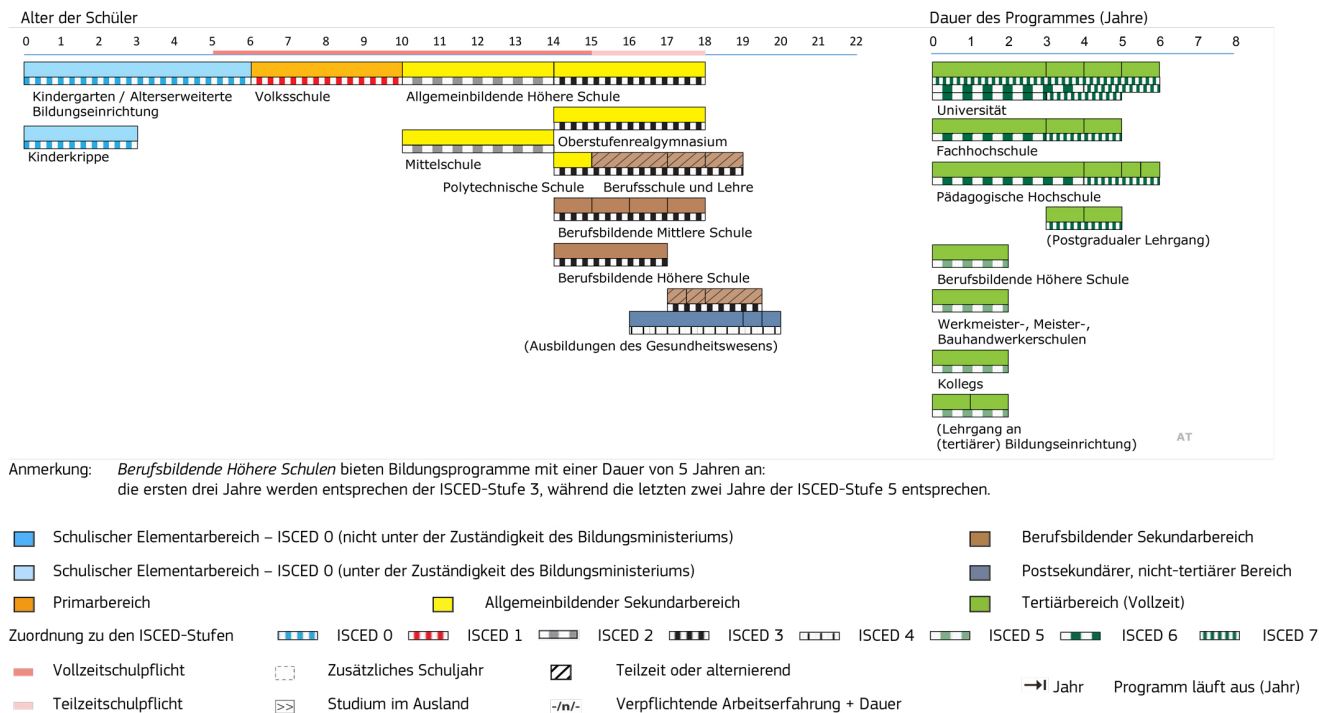 Alter der Schüler
Dauer des Programmes (Jahre)
0 1 2 3 4 5 6 7 8 9 10 11 12 13 14 15 16 17 18 19 20 21 22
0 1 2 3 4 5 6 7 8
Kindergarten / Alterserweiterte
Bildungseinrichtung
Volksschule
Allgemeinbildende Höhere Schule
Kinderkrippe
Oberstufenrealgymnasium
Mittelschule
Polytechnische Schule
Berufsschule und Lehre
Berufsbildende Mittlere Schule
Berufsbildende Höhere Schule
(Ausbildungen des Gesundheitswesens)
Universität
Fachhochschule
Pädagogische Hochschule
(Postgradualer Lehrgang)
Berufsbildende Höhere Schule
Werkmeister-, Meister-,
Bauhandwerkerschulen
Kollegs
(Lehrgang an
(tertiärer) Bildungseinrichtung)
AT
Anmerkung: Berufsbildende Höhere Schulen bieten Bildungsprogramme mit einer Dauer von 5 Jahren an:
die ersten drei Jahre werden entsprechen der ISCED-Stufe 3, während die letzten zwei Jahre der ISCED-Stufe 5 entsprechen.
Schulischer Elementarbereich – ISCED 0 (nicht unter der Zuständigkeit des Bildungsministeriums)
Berufsbildender Sekundarbereich
Schulischer Elementarbereich – ISCED 0 (unter der Zuständigkeit des Bildungsministeriums)
Postsekundärer, nicht-tertiärer Bereich
Primarbereich
Allgemeinbildender Sekundarbereich
Tertiärbereich (Vollzeit)
Zuordnung zu den ISCED-Stufen ISCED 0 ISCED 1 ISCED 2 ISCED 3 ISCED 4 ISCED 5 ISCED 6 ISCED 7
Vollzeitschulpflicht
Zusätzliches Schuljahr
Teilzeit oder alternierend
Jahr Programm läuft aus (Jahr)
Teilzeitschulpflicht
>> Studium im Ausland
-/n/- Verpflichtende Arbeitserfahrung + Dauer